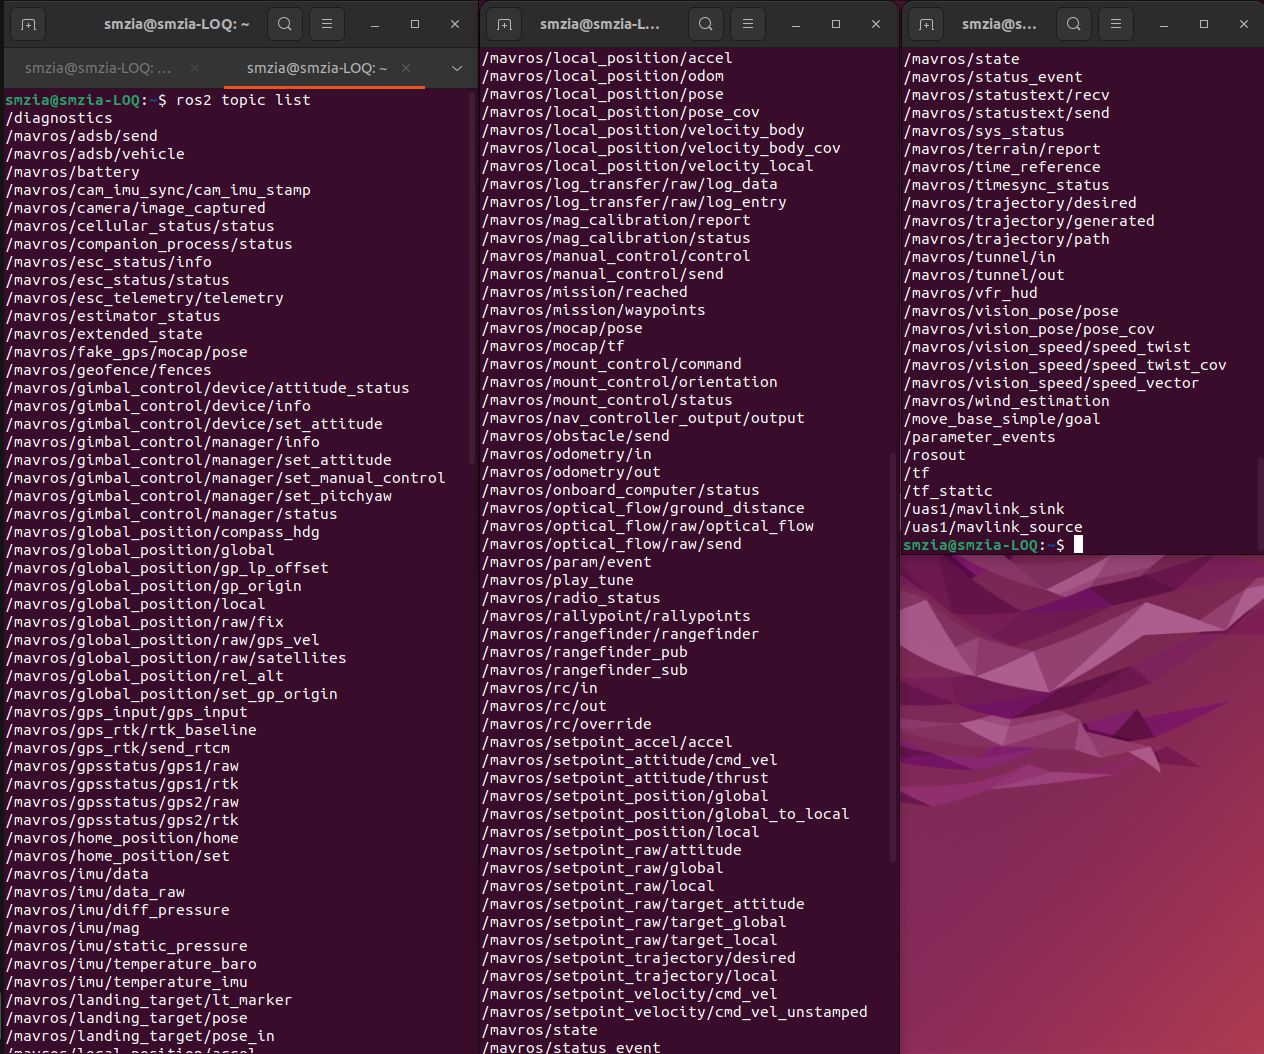 smzia@smzia-LOQ: ~
smzia@smzia-LOQ: ...
smzia@smzia-LOQ: ~
smzia@smzia-LOQ:~$ ros2 topic list
/diagnostics
/mavros/adsb/send
/mavros/adsb/vehicle
/mavros/battery
/mavros/cam_imu_sync/cam_imu_stamp
/mavros/camera/image_captured
/mavros/cellular_status/status
/mavros/companion_process/status
/mavros/esc_status/info
/mavros/esc_status/status
/mavros/esc_telemetry/telemetry
/mavros/estimator_status
/mavros/extended_state
/mavros/fake_gps/mocap/pose
/mavros/geofence/fences
/mavros/gimbal_control/device/attitude_status
/mavros/gimbal_control/device/info
/mavros/gimbal_control/device/set_attitude
/mavros/gimbal_control/manager/info
/mavros/gimbal_control/manager/set_attitude
/mavros/gimbal_control/manager/set_manual_control
/mavros/gimbal_control/manager/set_pitchyaw
/mavros/gimbal_control/manager/status
/mavros/global_position/compass_hdg
/mavros/global_position/global
/mavros/global_position/gp_lp_offset
/mavros/global_position/gp_origin
/mavros/global_position/local
/mavros/global_position/raw/fix
/mavros/global_position/raw/gps_vel
/mavros/global_position/raw/satellites
/mavros/global_position/rel_alt
/mavros/global_position/set_gp_origin
/mavros/gps_input/gps_input
/mavros/gps_rtk/rtk_baseline
/mavros/gps_rtk/send_rtcm
/mavros/gpsstatus/gps1/raw
/mavros/gpsstatus/gps1/rtk
/mavros/gpsstatus/gps2/raw
/mavros/gpsstatus/gps2/rtk
/mavros/home_position/home
/mavros/home_position/set
/mavros/imu/data
/mavros/imu/data_raw
/mavros/imu/diff_pressure
/mavros/imu/mag
/mavros/imu/static_pressure
/mavros/imu/temperature_baro
/mavros/imu/temperature_imu
/mavros/landing_target/lt_marker
/mavros/landing_target/pose
/mavros/landing_target/pose_in
/mavros/local_position/accel
smzia@smzia-L...
/mavros/local_position/accel
/mavros/local_position/odom
/mavros/local_position/pose
/mavros/local_position/pose_cov
/mavros/local_position/velocity_body
/mavros/local_position/velocity_body_cov
/mavros/local_position/velocity_local
/mavros/log_transfer/raw/log_data
/mavros/log_transfer/raw/log_entry
/mavros/mag_calibration/report
/mavros/mag_calibration/status
/mavros/manual_control/control
/mavros/manual_control/send
/mavros/mission/reached
/mavros/mission/waypoints
/mavros/mocap/pose
/mavros/mocap/tf
/mavros/mount_control/command
/mavros/mount_control/orientation
/mavros/mount_control/status
/mavros/nav_controller_output/output
/mavros/obstacle/send
/mavros/odometry/in
/mavros/odometry/out
/mavros/onboard_computer/status
/mavros/optical_flow/ground_distance
/mavros/optical_flow/raw/optical_flow
/mavros/optical_flow/raw/send
/mavros/param/event
/mavros/play_tune
/mavros/radio_status
/mavros/rallypoint/rallypoints
/mavros/rangefinder/rangefinder
/mavros/rangefinder_pub
/mavros/rangefinder_sub
/mavros/rc/in
/mavros/rc/out
/mavros/rc/override
/mavros/setpoint_accel/accel
/mavros/setpoint_attitude/cmd_vel
/mavros/setpoint_attitude/thrust
/mavros/setpoint_position/global
/mavros/setpoint_position/global_to_local
/mavros/setpoint_position/local
/mavros/setpoint_raw/attitude
/mavros/setpoint_raw/global
/mavros/setpoint_raw/local
/mavros/setpoint_raw/target_attitude
/mavros/setpoint_raw/target_global
/mavros/setpoint_raw/target_local
/mavros/setpoint_trajectory/desired
/mavros/setpoint_trajectory/local
/mavros/setpoint_velocity/cmd_vel
/mavros/setpoint_velocity/cmd_vel_unstamped
/mavros/state
/mavros/status_event
smzia@s...
/mavros/state
/mavros/status_event
/mavros/statustext/recv
/mavros/statustext/send
/mavros/sys_status
/mavros/terrain/report
/mavros/time_reference
/mavros/timesync_status
/mavros/trajectory/desired
/mavros/trajectory/generated
/mavros/trajectory/path
/mavros/tunnel/in
/mavros/tunnel/out
/mavros/vfr_hud
/mavros/vision_pose/pose
/mavros/vision_pose/pose_cov
/mavros/vision_speed/speed_twist
/mavros/vision_speed/speed_twist_cov
/mavros/vision_speed/speed_vector
/mavros/wind_estimation
/move_base_simple/goal
/parameter_events
/rosout
/tf
/tf_static
/uas1/mavlink_sink
/uas1/mavlink_source
smzia@smzia-LOQ:~$